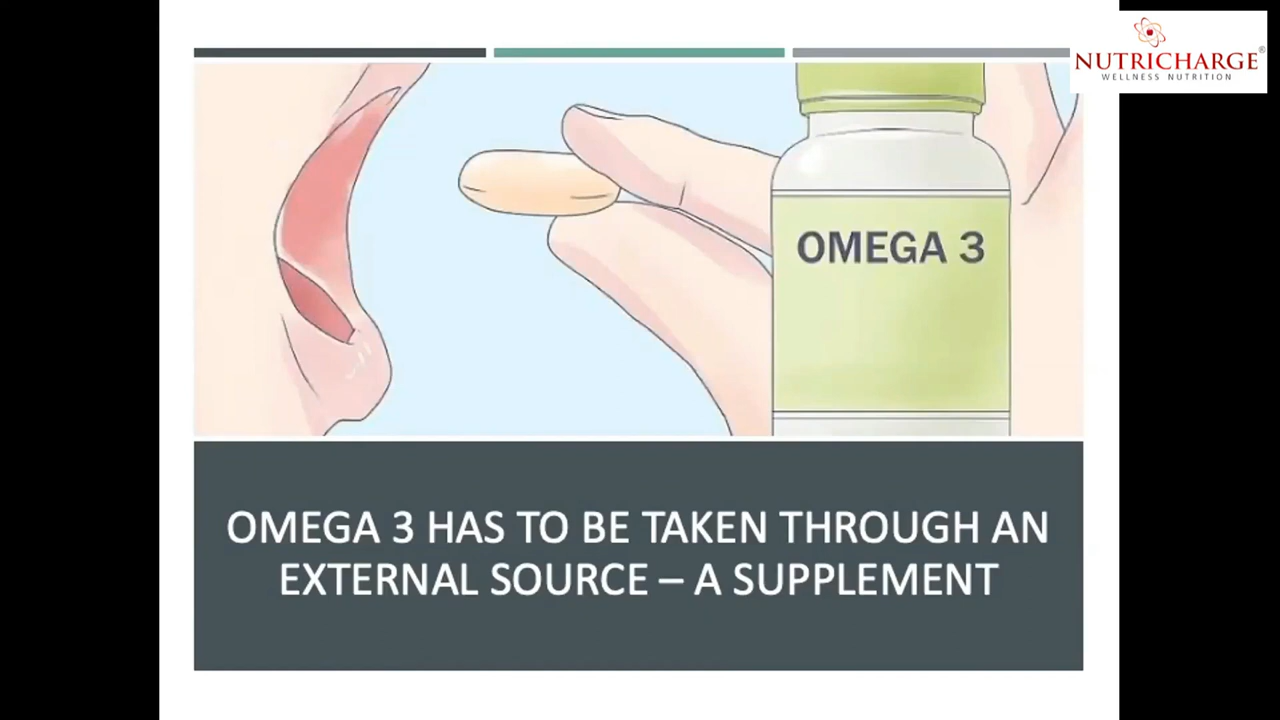 NUTRICHARGE®
WELLNESS NUTRITION
OMEGA 3
OMEGA 3 HAS TO BE TAKEN THROUGH AN
EXTERNAL SOURCE – A SUPPLEMENT